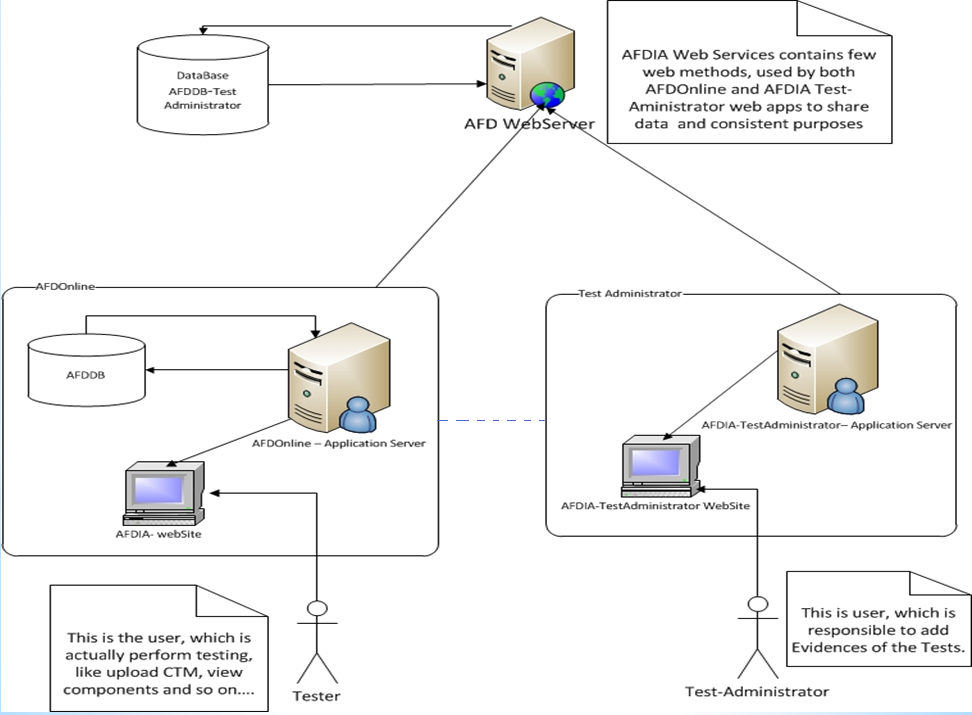 DataBase
AFDDB-Test
Administrator
AFD WebServer
AFDIA Web Services contains few
web methods, used by both
AFDOnline and AFDIA Test-
Aministrator web apps to share
data and consistent purposes
AFDOnline
AFDDB
AFDOnline – Application Server
AFDIA- webSite
Test Administrator
AFDIA-TestAdministrator– Application Server
AFDIA-TestAdministrator WebSite
This is the user, which is
actually perform testing,
like upload CTM, view
components and so on....
Tester
Test-Administrator
This is user, which is
responsible to add
Evidences of the Tests.